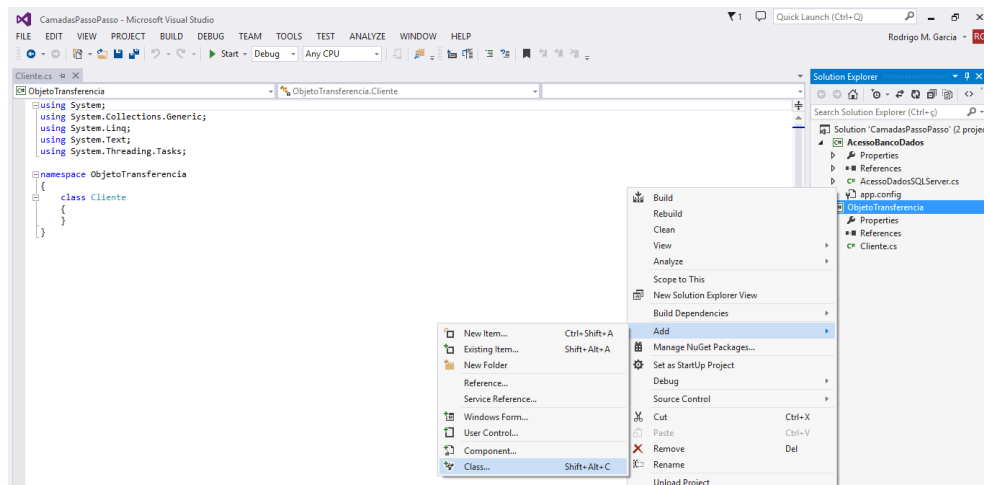 CamadasPassoPasso - Microsoft Visual Studio
1
Quick Launch (Ctrl+Q)
FILE EDIT VIEW PROJECT BUILD DEBUG TEAM TOOLS TEST ANALYZE WINDOW HELP
Rodrigo M. Garcia RG
Start Debug Any CPU
Cliente.cs
ObjetoTransferencia
ObjetoTransferencia.Cliente
using System;
using System.Collections.Generic;
using System.Linq;
using System.Text;
using System.Threading.Tasks;
namespace ObjetoTransferencia
{
class Cliente
{
}
}
Solution Explorer
Search Solution Explorer (Ctrl+ç)
Solution 'CamadasPassoPasso' (2 projec
AcessoBancoDados
Properties
References
AcessoDadosSQLServer.cs
app.config
ObjetoTransferencia
Properties
References
Cliente.cs
Build
Rebuild
Clean
View
Analyze
Scope to This
New Solution Explorer View
Build Dependencies
Add
Manage NuGet Packages...
Set as StartUp Project
Debug
Source Control
Cut Ctrl+X
Paste Ctrl+V
Remove Del
Rename
Unload Project
New Item... Ctrl+Shift+A
Existing Item... Shift+Alt+A
New Folder
Reference...
Service Reference...
Windows Form...
User Control...
Component...
Class... Shift+Alt+C